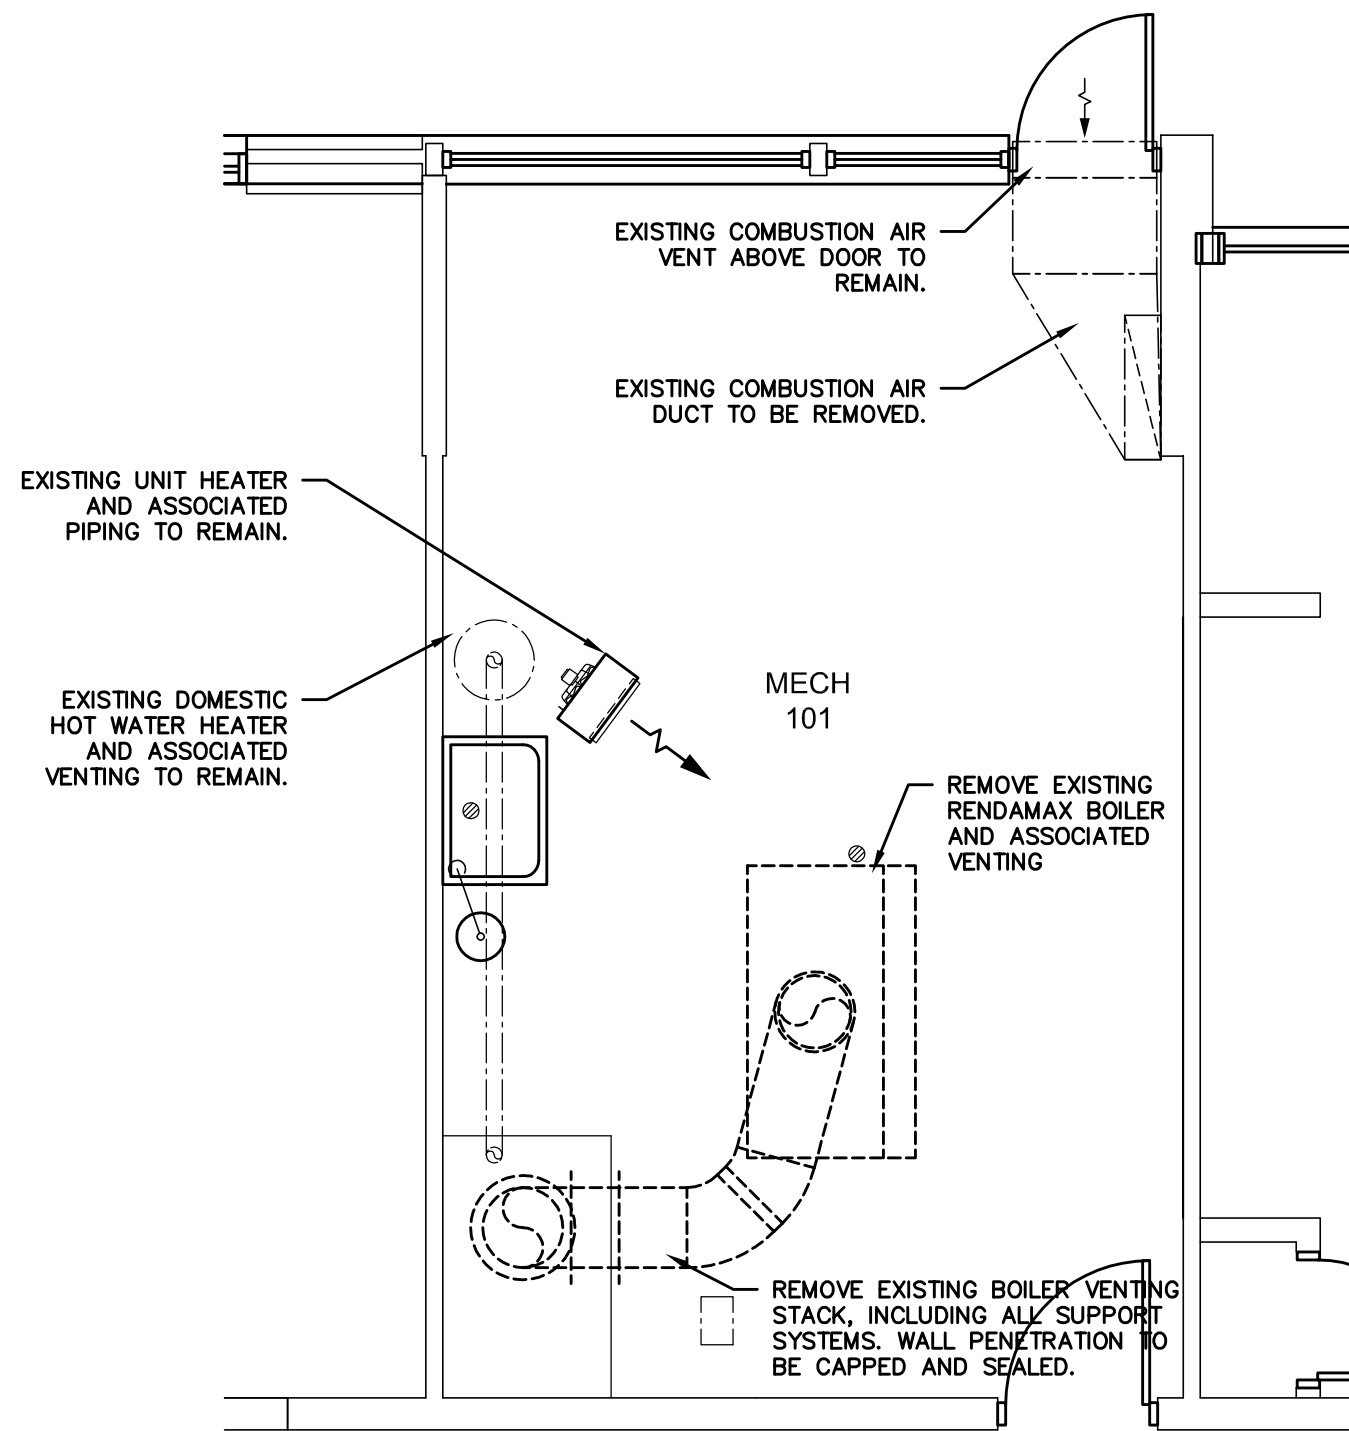 EXISTING COMBUSTION AIR
VENT ABOVE DOOR TO
REMAIN.
EXISTING COMBUSTION AIR
DUCT TO BE REMOVED.
EXISTING UNIT HEATER
AND ASSOCIATED
PIPING TO REMAIN.
EXISTING DOMESTIC
HOT WATER HEATER
AND ASSOCIATED
VENTING TO REMAIN.
MECH
101
REMOVE EXISTING
RENDAMAX BOILER
AND ASSOCIATED
VENTING
REMOVE EXISTING BOILER VENTING
STACK, INCLUDING ALL SUPPORT
SYSTEMS. WALL PENETRATION TO
BE CAPPED AND SEALED.